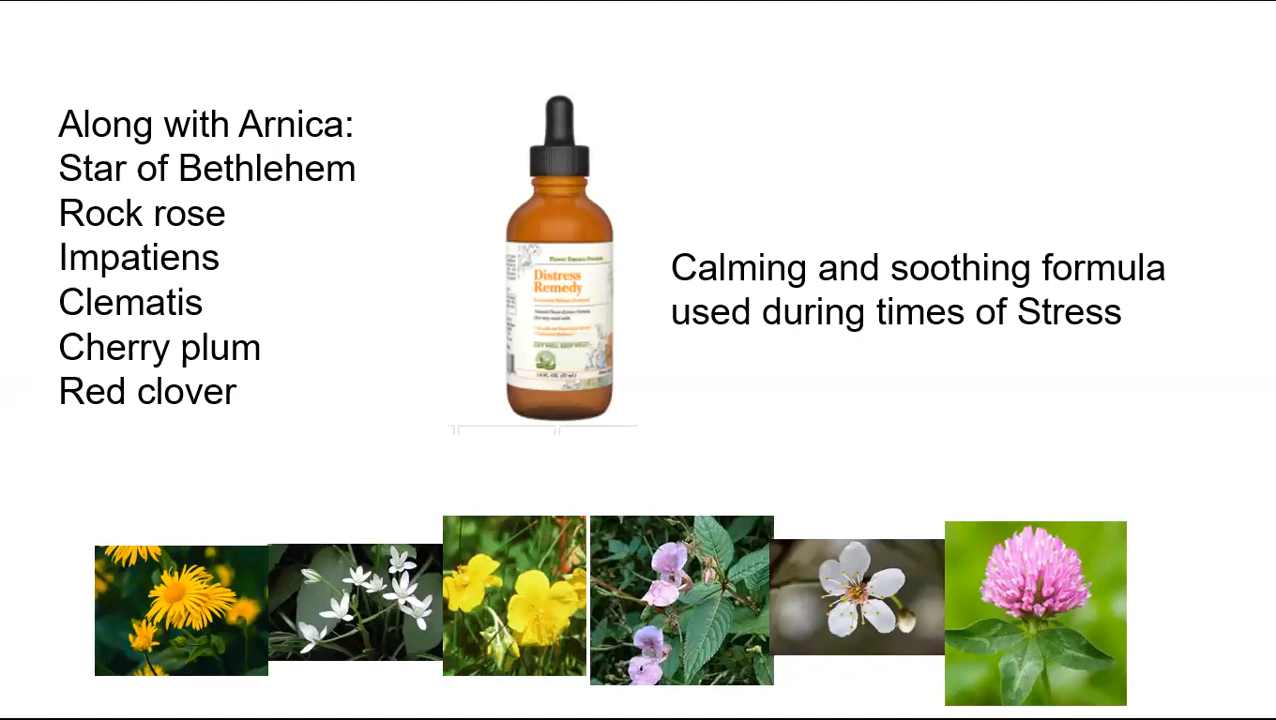 Along with Arnica:
Star of Bethlehem
Rock rose
Impatiens
Clematis
Cherry plum
Red clover
Distress
Remedy
Calming and soothing formula
used during times of Stress